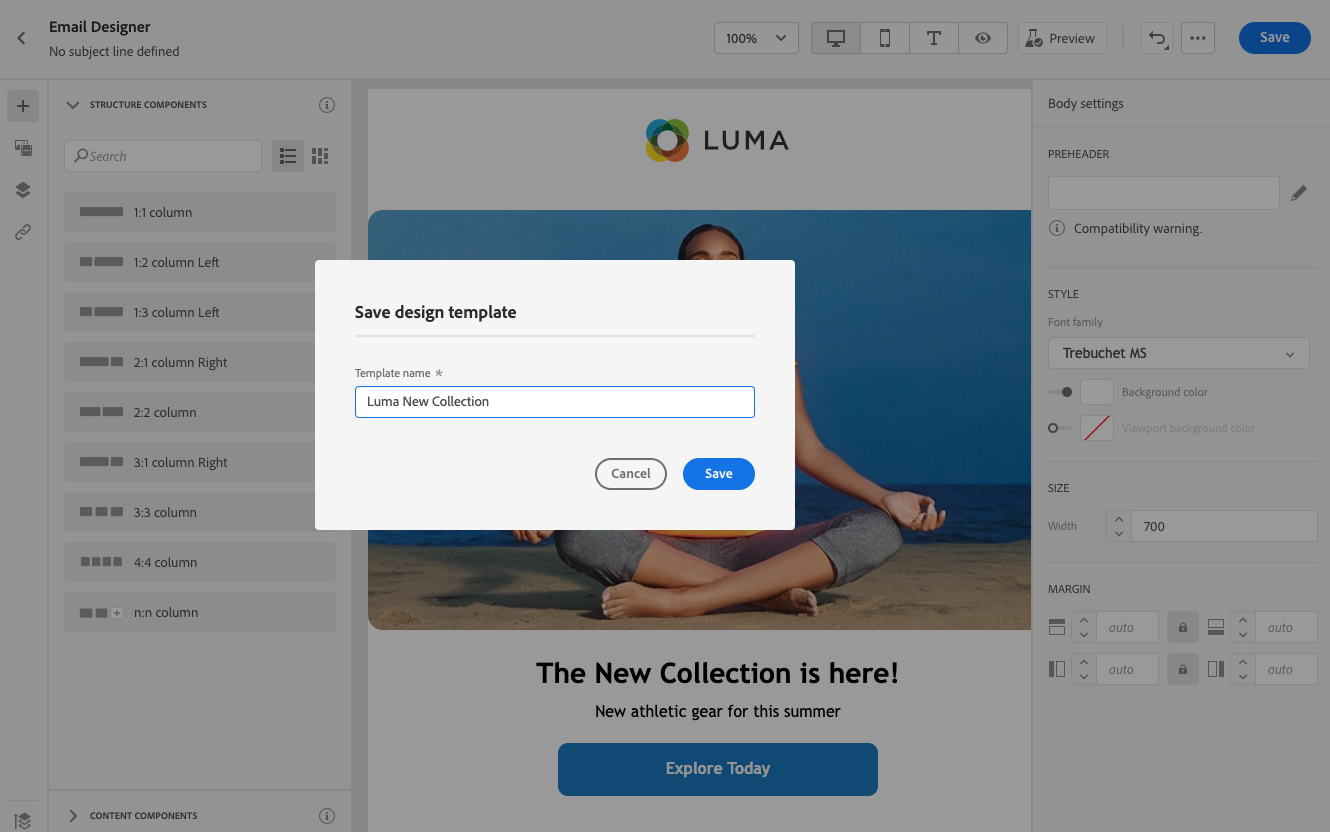 Email Designer
No subject line defined
100%
Preview
Save
STRUCTURE COMPONENTS
Search
1:1 column
1:2 column Left
1:3 column Left
2:1 column Right
2:2 column
3:1 column Right
3:3 column
4:4 column
n:n column
CONTENT COMPONENTS
LUMA
Save design template
Template name *
Luma New Collection
Cancel
Save
The New Collection is here!
New athletic gear for this summer
Explore Today
Body settings
PREHEADER
Compatibility warning.
STYLE
Font family
Trebuchet MS
Background color
Viewport background color
SIZE
Width
700
MARGIN
auto
auto
auto
auto